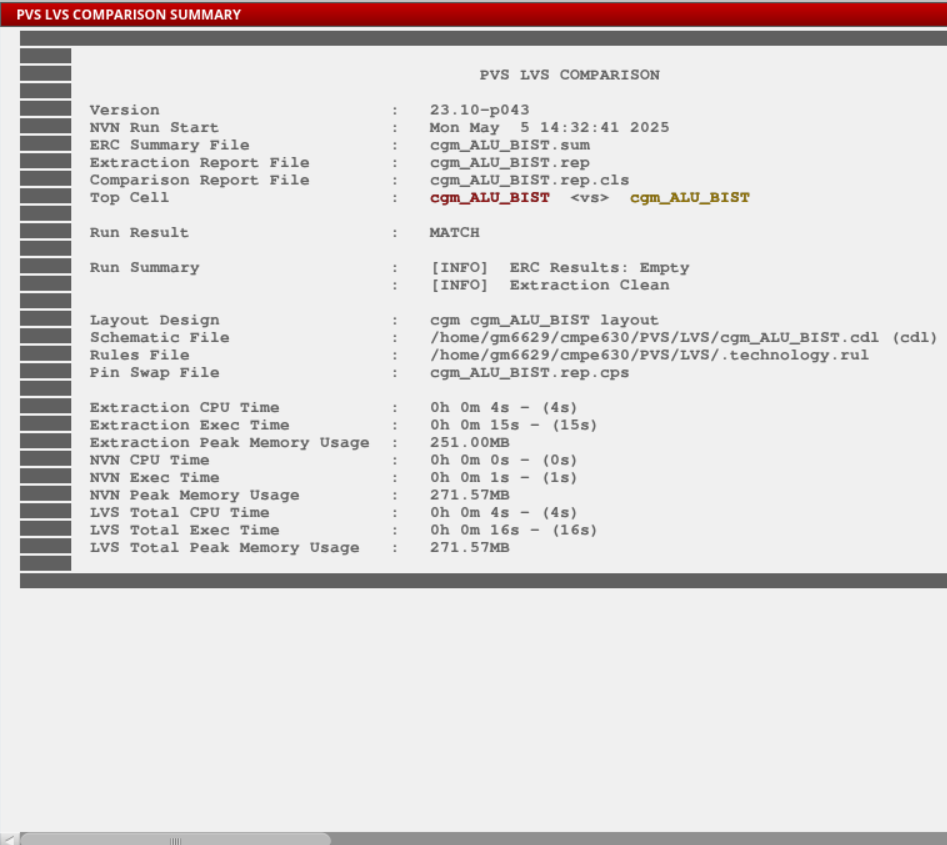 PVS LVS COMPARISON SUMMARY
PVS LVS COMPARISON
Version : 23.10-p043
NVN Run Start : Mon May  5 14:32:41 2025
ERC Summary File : cgm_ALU_BIST.sum
Extraction Report File : cgm_ALU_BIST.rep
Comparison Report File : cgm_ALU_BIST.rep.cls
Top Cell : cgm_ALU_BIST <vs> cgm_ALU_BIST
Run Result : MATCH
Run Summary : [INFO] ERC Results: Empty
: [INFO] Extraction Clean
Layout Design : cgm cgm_ALU_BIST layout
Schematic File : /home/gm6629/cmpe630/PVS/LVS/cgm_ALU_BIST.cdl (cdl)
Rules File : /home/gm6629/cmpe630/PVS/LVS/.technology.rul
Pin Swap File : cgm_ALU_BIST.rep.cps
Extraction CPU Time : 0h 0m 4s - (4s)
Extraction Exec Time : 0h 0m 15s - (15s)
Extraction Peak Memory Usage : 251.00MB
NVN CPU Time : 0h 0m 0s - (0s)
NVN Exec Time : 0h 0m 1s - (1s)
NVN Peak Memory Usage : 271.57MB
LVS Total CPU Time : 0h 0m 4s - (4s)
LVS Total Exec Time : 0h 0m 16s - (16s)
LVS Total Peak Memory Usage : 271.57MB